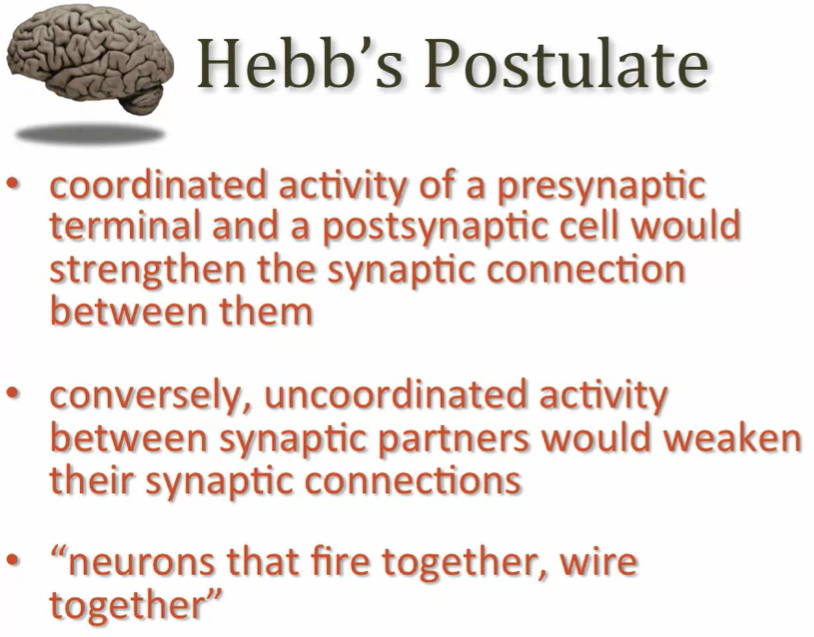 Hebb’s Postulate
• coordinated activity of a presynaptic
terminal and a postsynaptic cell would
strengthen the synaptic connection
between them
• conversely, uncoordinated activity
between synaptic partners would weaken
their synaptic connections
• “neurons that fire together, wire
together”